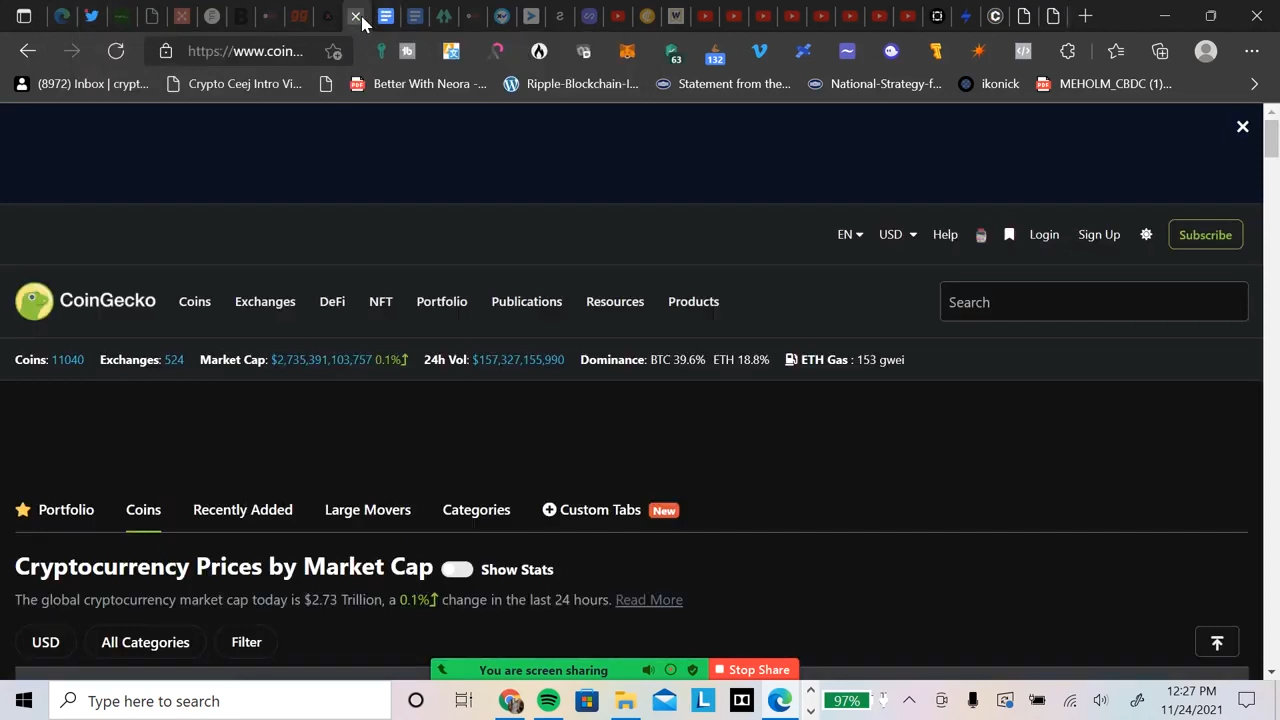 https://www.coin...
63
132
(8972) Inbox | crypt...
Crypto Ceej Intro Vi...
PDF
Better With Neora -...
Ripple-Blockchain-I...
Statement from the...
National-Strategy-f...
ikonick
PDF
MEHOLM_CBDC (1)...
EN
USD
Help
Login
Sign Up
Subscribe
CoinGecko
Coins
Exchanges
DeFi
NFT
Portfolio
Publications
Resources
Products
Search
Coins: 11040
Exchanges: 524
Market Cap: $2,735,391,103,757 0.1%
24h Vol: $157,327,155,990
Dominance: BTC 39.6% ETH 18.8%
ETH Gas : 153 gwei
Portfolio
Coins
Recently Added
Large Movers
Categories
Custom Tabs
New
Cryptocurrency Prices by Market Cap
Show Stats
The global cryptocurrency market cap today is $2.73 Trillion, a 0.1% change in the last 24 hours. Read More
USD
All Categories
Filter
You are screen sharing
Stop Share
Type here to search
97%
12:27 PM
11/24/2021